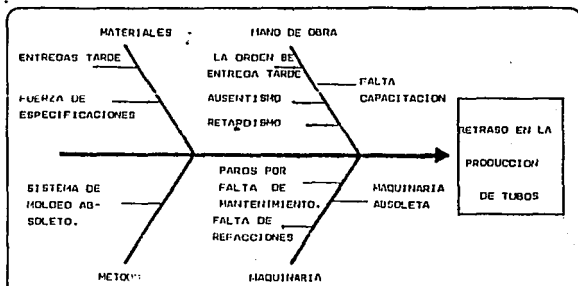 MATERIALES
MANO DE OBRA
ENTREGAS TARDE
FUERZA DE
ESPECIFICACIONES
LA ORDEN SE
ENTREGA TARDE
AUSENTISMO
RETARDISMO
FALTA
CAPACITACION
RETRASO EN LA
PRODUCCION
DE TUBOS
SISTEMA DE
MOLDEO AB-
SOLETO.
PAROS POR
FALTA DE
MANTENIMIENTO.
FALTA DE
REFACCIONES
MAQUINARIA
ABSOLETA
MAQUINARIA